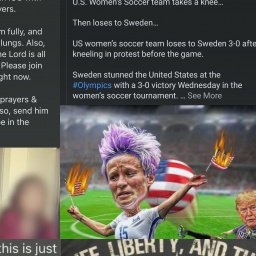 vers.
m fully, and
lungs. Also,
e Lord is all
Please join
ght now.
prayers &
so, send him
be in the
this is just
U.S. Women's Soccer team takes a knee...
Then loses to Sweden...
US women's soccer team loses to Sweden 3-0 after
kneeling in protest before the game.
Sweden stunned the United States at the
#Olympics with a 3-0 victory Wednesday in the
women's soccer tournament. ... See More
15
LIBERTY, AND